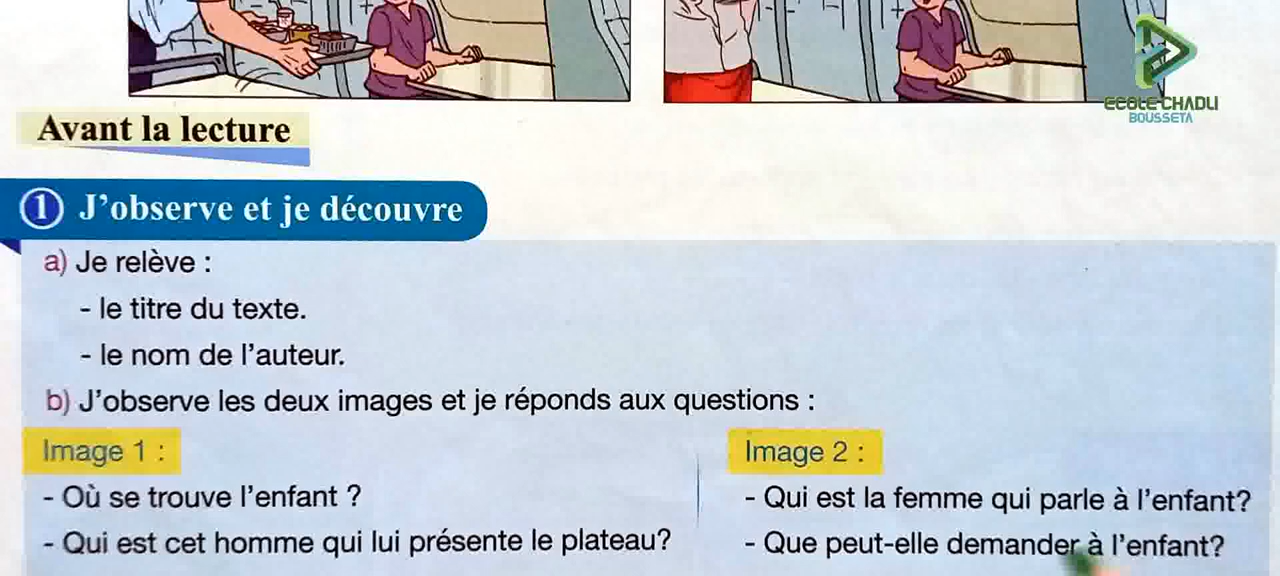 ECOLE CHADLI
BOUSSETA
Avant la lecture
1 J'observe et je découvre
a) Je relève :
- le titre du texte.
- le nom de l'auteur.
b) J'observe les deux images et je réponds aux questions :
Image 1 :
- Où se trouve l'enfant ?
- Qui est cet homme qui lui présente le plateau?
Image 2 :
- Qui est la femme qui parle à l'enfant?
- Que peut-elle demander à l'enfant?